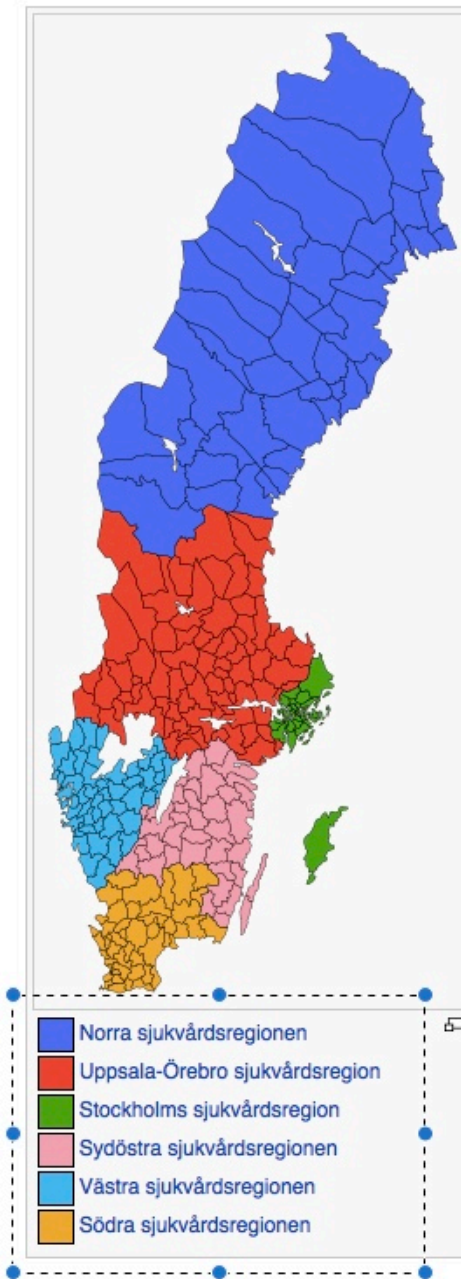 Norra sjukvårdsregionen
Uppsala-Örebro sjukvårdsregion
Stockholms sjukvårdsregion
Sydöstra sjukvårdsregionen
Västra sjukvårdsregionen
Södra sjukvårdsregionen